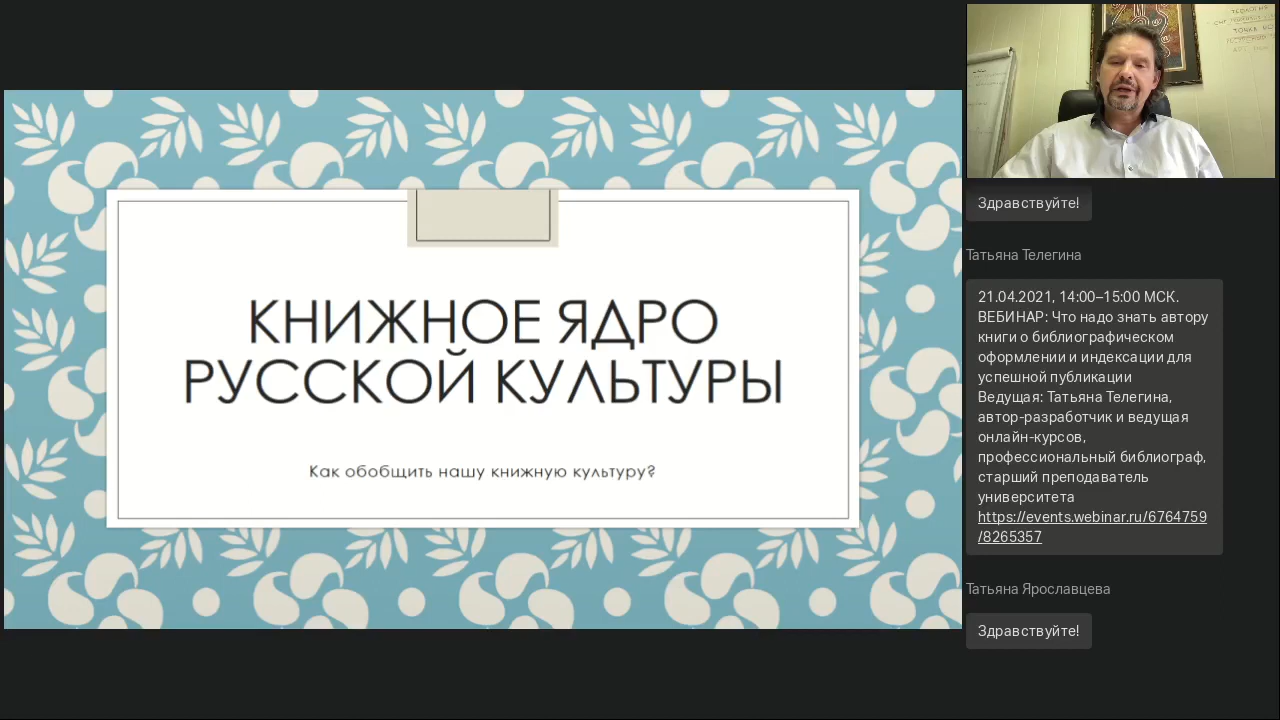 КНИЖНОЕ ЯДРО
РУССКОЙ КУЛЬТУРЫ
Как обобщить нашу книжную культуру?
Здравствуйте!
Татьяна Телегина
21.04.2021, 14:00–15:00 МСК.
ВЕБИНАР: Что надо знать автору
книги о библиографическом
оформлении и индексации для
успешной публикации
Ведущая: Татьяна Телегина,
автор-разработчик и ведущая
онлайн-курсов,
профессиональный библиограф,
старший преподаватель
университета
https://events.webinar.ru/6764759
/8265357
Татьяна Ярославцева
Здравствуйте!